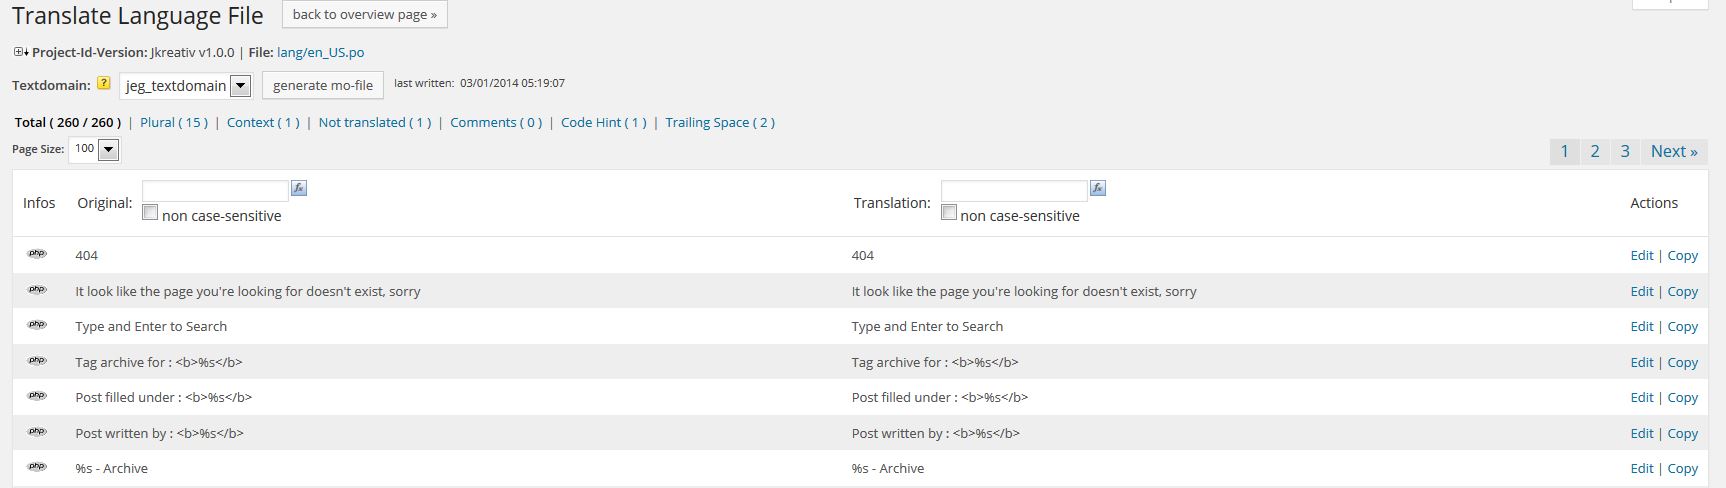 Translate Language File back to overview page »
Project-Id-Version: Jkreativ v1.0.0 | File: lang/en_US.po
Textdomain: ? jeg_textdomain generate mo-file last written: 03/01/2014 05:19:07
Total ( 260 / 260 ) | Plural ( 15 ) | Context ( 1 ) | Not translated ( 1 ) | Comments ( 0 ) | Code Hint ( 1 ) | Trailing Space ( 2 )
Page Size: 100
1 2 3 Next »
Infos Original: fx Translation: fx Actions
non case-sensitive non case-sensitive
php 404 404 Edit | Copy
php It look like the page you're looking for doesn't exist, sorry It look like the page you're looking for doesn't exist, sorry Edit | Copy
php Type and Enter to Search Type and Enter to Search Edit | Copy
php Tag archive for : <b>%s</b> Tag archive for : <b>%s</b> Edit | Copy
php Post filled under : <b>%s</b> Post filled under : <b>%s</b> Edit | Copy
php Post written by : <b>%s</b> Post written by : <b>%s</b> Edit | Copy
php %s - Archive %s - Archive Edit | Copy